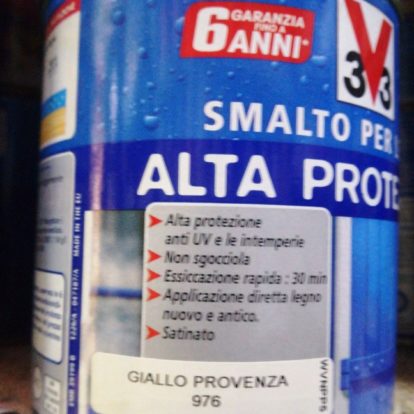 GARANZIA
FINO A
6 ANNI*
V
33
SMALTO PER
ALTA PROTE
Alta protezione
anti UV e le intemperie
Non sgocciola
Essiccazione rapida : 30 min
Applicazione diretta legno
nuovo e antico.
Satinato
GIALLO PROVENZA
976
MADE IN THE EU